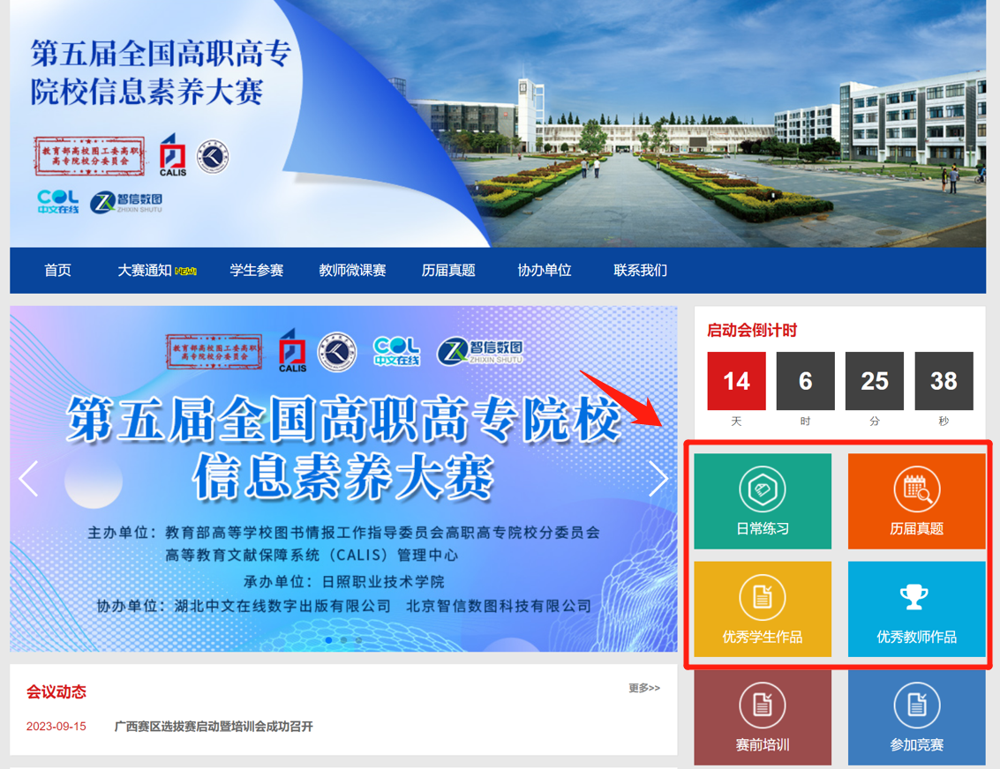 第五届全国高职高专
院校信息素养大赛
教育部高校图工委高职
高专院校分委员会
CALIS
COL
中文在线
智信数图
ZHIXIN SHUTU
首页 大赛通知 NEW! 学生参赛 教师微课赛 历届真题 协办单位 联系我们
教育部高校图工委高职
高专院校分委员会
CALIS
COL
中文在线
智信数图
ZHIXIN SHUTU
第五届全国高职高专院校
信息素养大赛
主办单位：教育部高等学校图书情报工作指导委员会高职高专院校分委员会
高等教育文献保障系统（CALIS）管理中心
承办单位：日照职业技术学院
协办单位：湖北中文在线数字出版有限公司 北京智信数图科技有限公司
启动会倒计时
14 6 25 38
天 时 分 秒
日常练习 历届真题
优秀学生作品 优秀教师作品
赛前培训 参加竞赛
会议动态 更多>>
2023-09-15 广西赛区选拔赛启动暨培训会成功召开